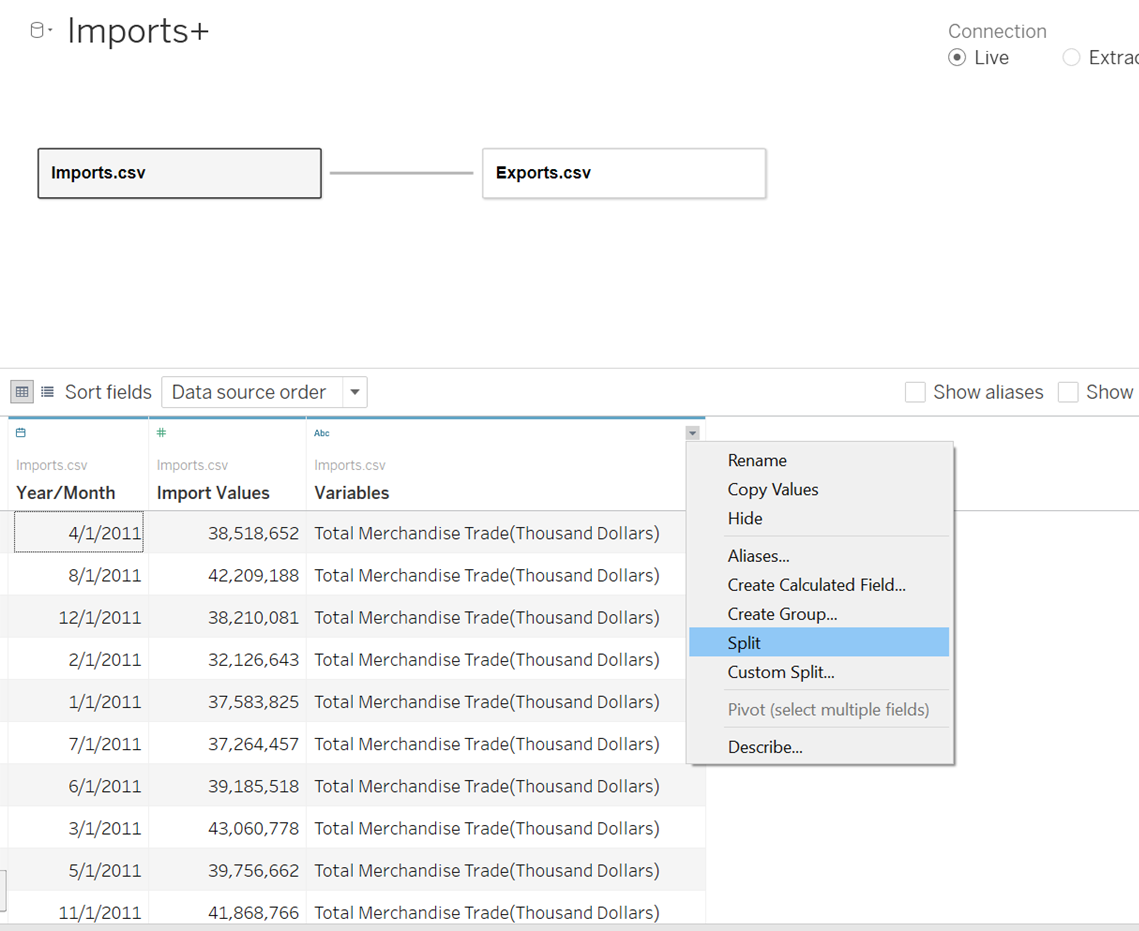 Imports+
Connection
Live Extrac
Imports.csv Exports.csv
Sort fields Data source order Show aliases Show
Abc
Imports.csv Imports.csv Imports.csv
Year/Month Import Values Variables
4/1/2011 38,518,652 Total Merchandise Trade(Thousand Dollars)
8/1/2011 42,209,188 Total Merchandise Trade(Thousand Dollars)
12/1/2011 38,210,081 Total Merchandise Trade(Thousand Dollars)
2/1/2011 32,126,643 Total Merchandise Trade(Thousand Dollars)
1/1/2011 37,583,825 Total Merchandise Trade(Thousand Dollars)
7/1/2011 37,264,457 Total Merchandise Trade(Thousand Dollars)
6/1/2011 39,185,518 Total Merchandise Trade(Thousand Dollars)
3/1/2011 43,060,778 Total Merchandise Trade(Thousand Dollars)
5/1/2011 39,756,662 Total Merchandise Trade(Thousand Dollars)
11/1/2011 41,868,766 Total Merchandise Trade(Thousand Dollars)
Rename
Copy Values
Hide
Aliases...
Create Calculated Field...
Create Group...
Split
Custom Split...
Pivot (select multiple fields)
Describe...